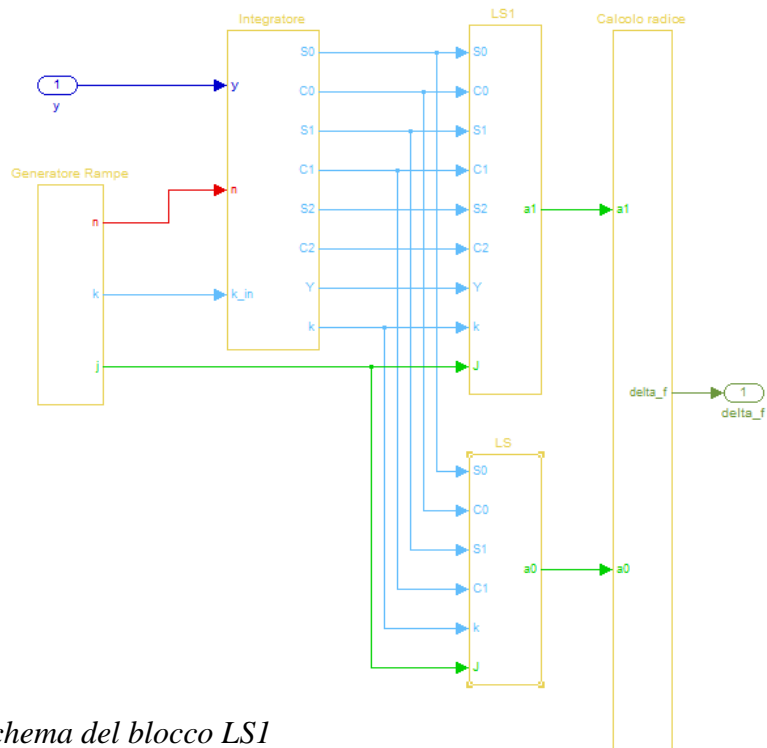 Integratore
LS1
Calcolo radice
S0
S0
1
y
y
C0
C0
S1
S1
Generatore Rampe
C1
C1
n
n
S2
S2
a1
a1
C2
C2
k
k_in
Y
Y
k
k
j
J
delta_f
1
delta_f
LS
S0
C0
S1
a0
a0
C1
k
J
chema del blocco LS1